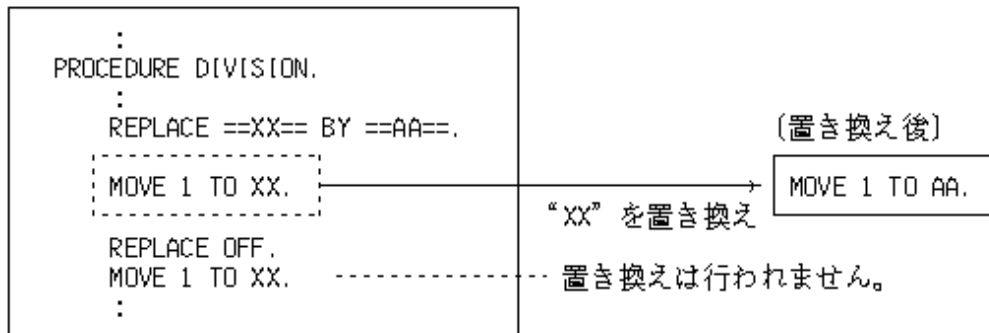 :
PROCEDURE DIVISION.
:
REPLACE ==XX== BY ==AA==.
〔置き換え後〕
MOVE 1 TO XX.
MOVE 1 TO AA.
“XX”を置き換え
REPLACE OFF.
MOVE 1 TO XX. ---------------- 置き換えは行われません。
: